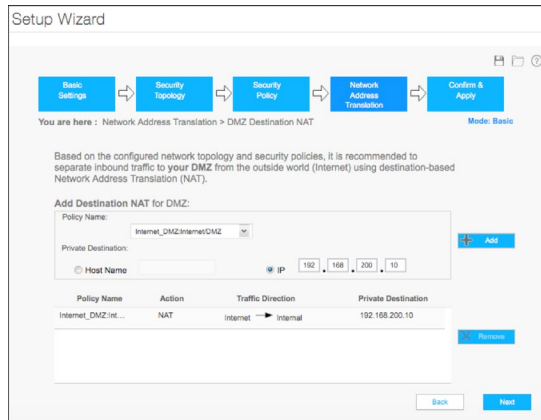 Setup Wizard
Basic Settings
Security Topology
Security Policy
Network Address Translation
Confirm & Apply
You are here : Network Address Translation > DMZ Destination NAT
Mode: Basic
Based on the configured network topology and security policies, it is recommended to
separate inbound traffic to your DMZ from the outside world (Internet) using destination-based
Network Address Translation (NAT).
Add Destination NAT for DMZ:
Policy Name:
Internet_DMZ:Internet/DMZ
Private Destination:
Host Name
IP 192 . 168 . 200 . 10
Add
Policy Name Action Traffic Direction Private Destination
Internet_DMZ:Int... NAT Internet Internal 192.168.200.10
Remove
Back Next